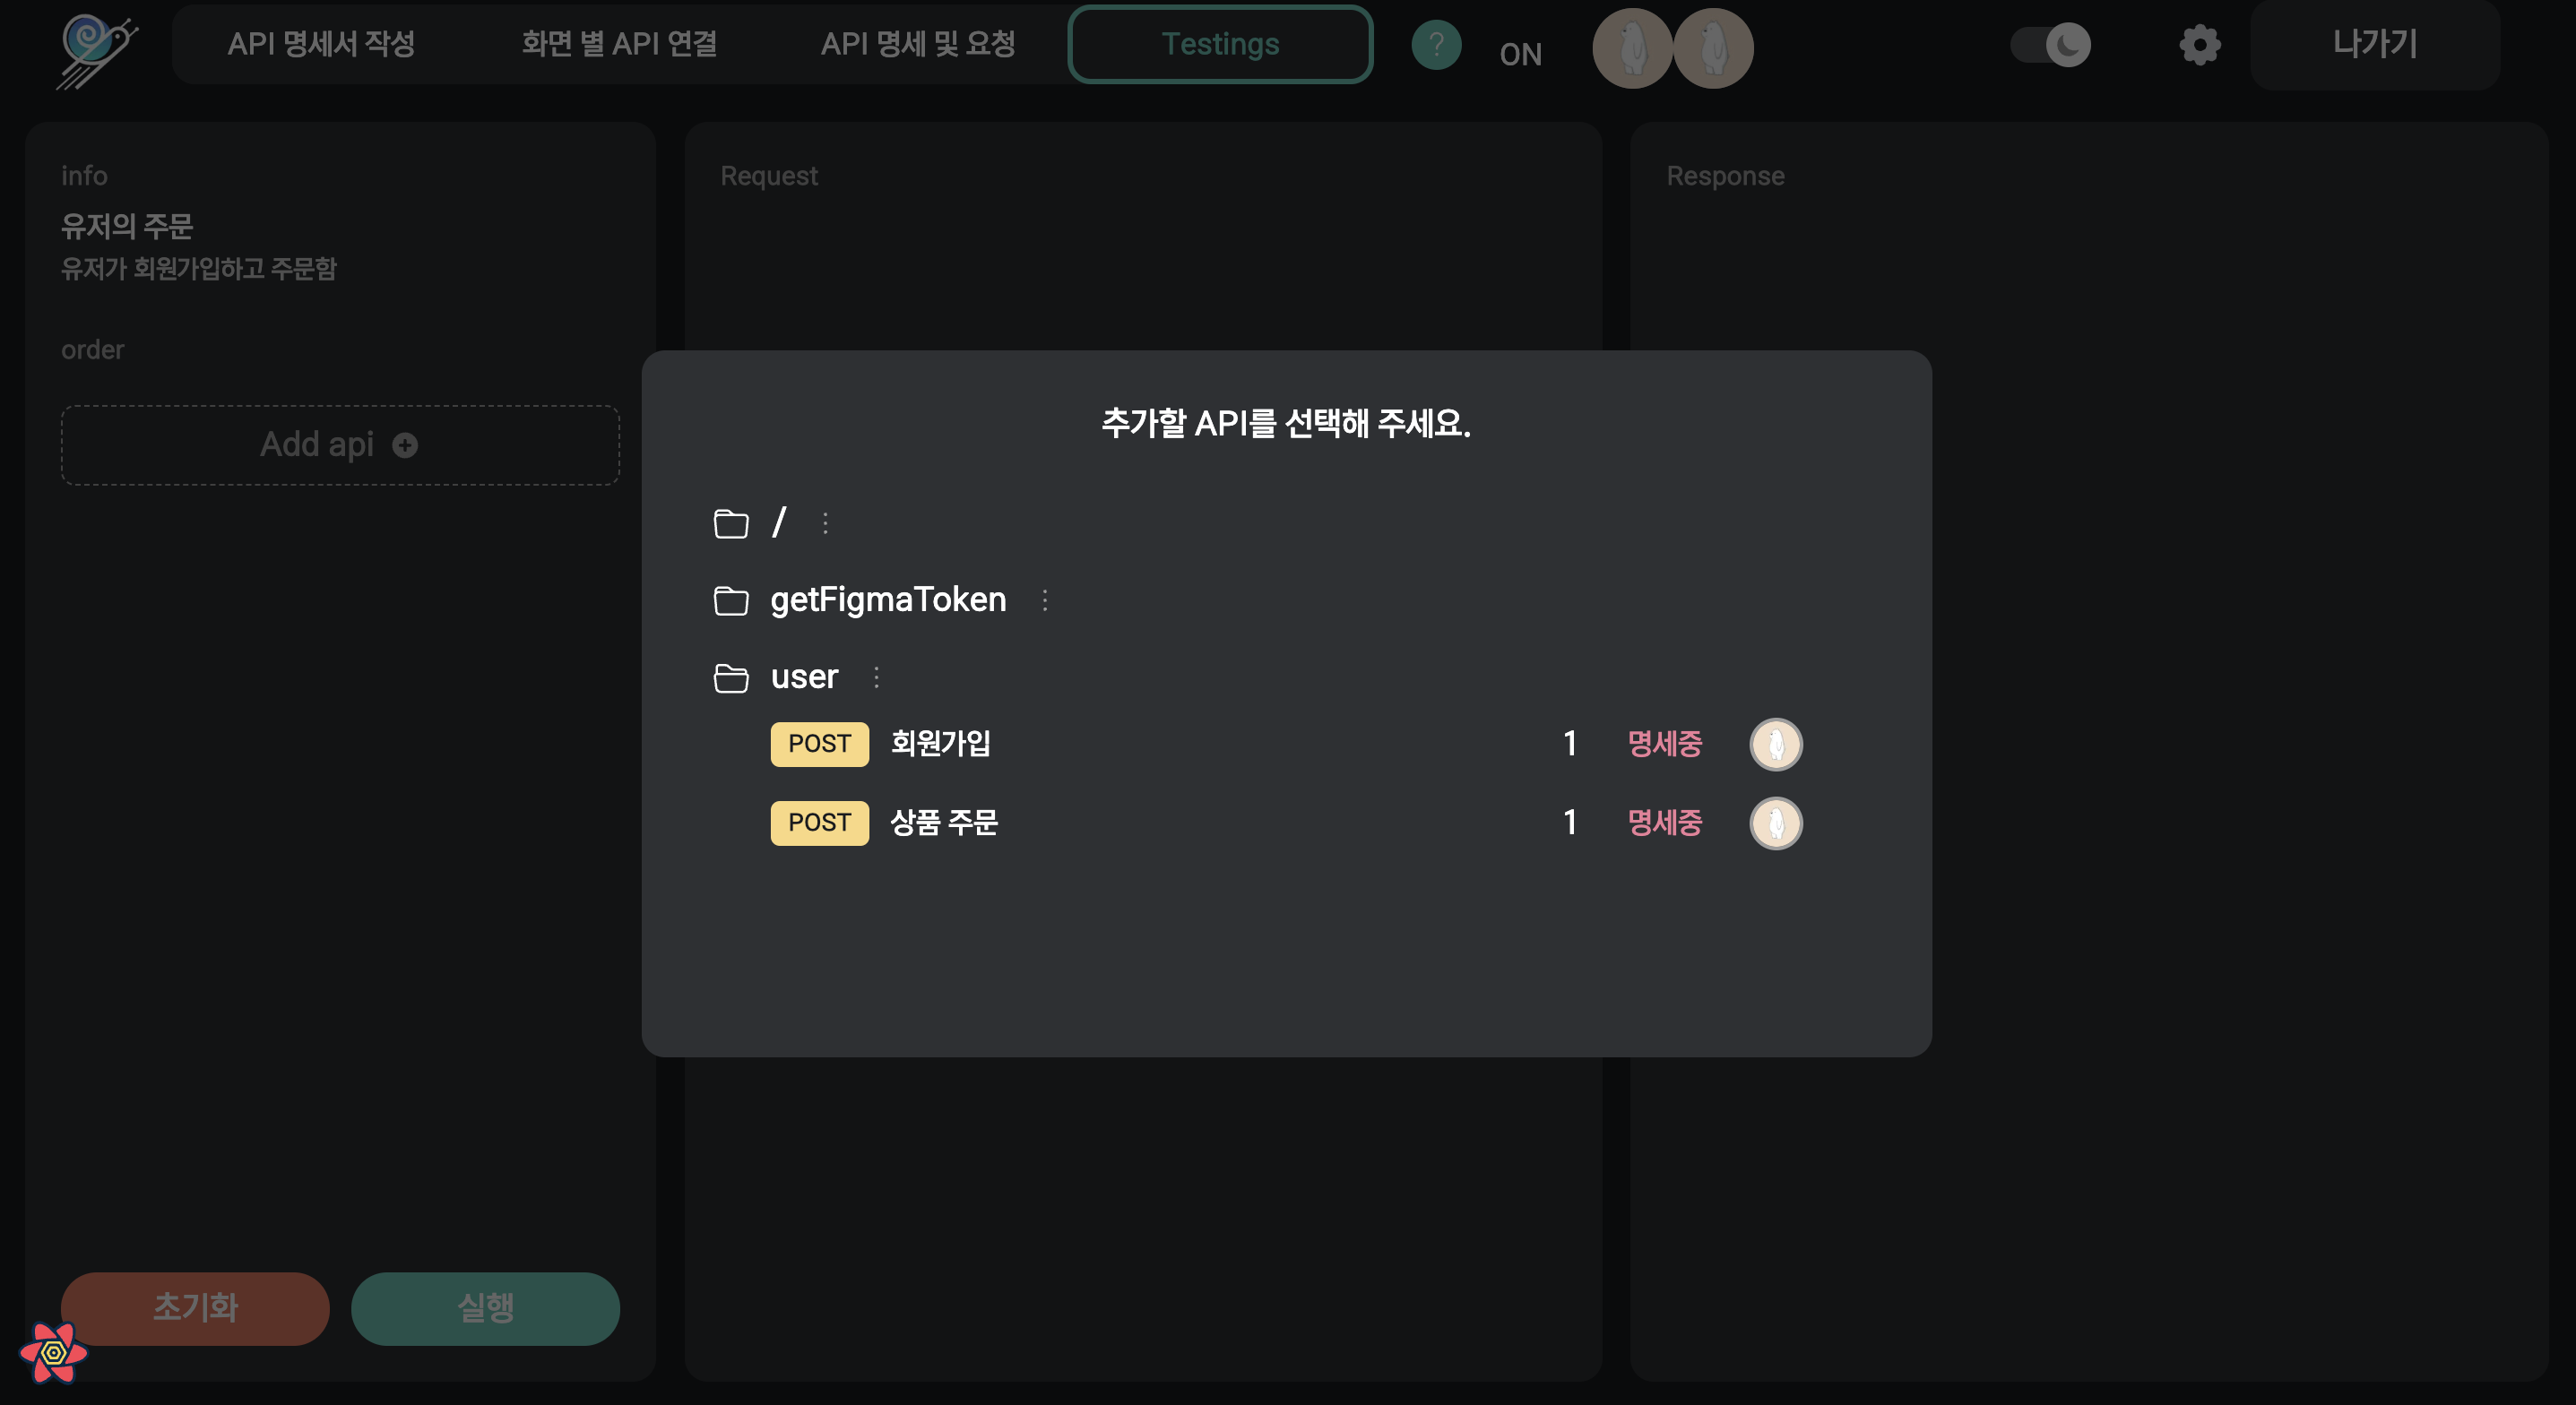 API 명세서 작성
화면 별 API 연결
API 명세 및 요청
Testings
?
ON
나가기
info
유저의 주문
유저가 회원가입하고 주문함
order
Add api
Request
Response
추가할 API를 선택해 주세요.
/
getFigmaToken
user
POST 회원가입 1 명세중
POST 상품 주문 1 명세중
초기화
실행